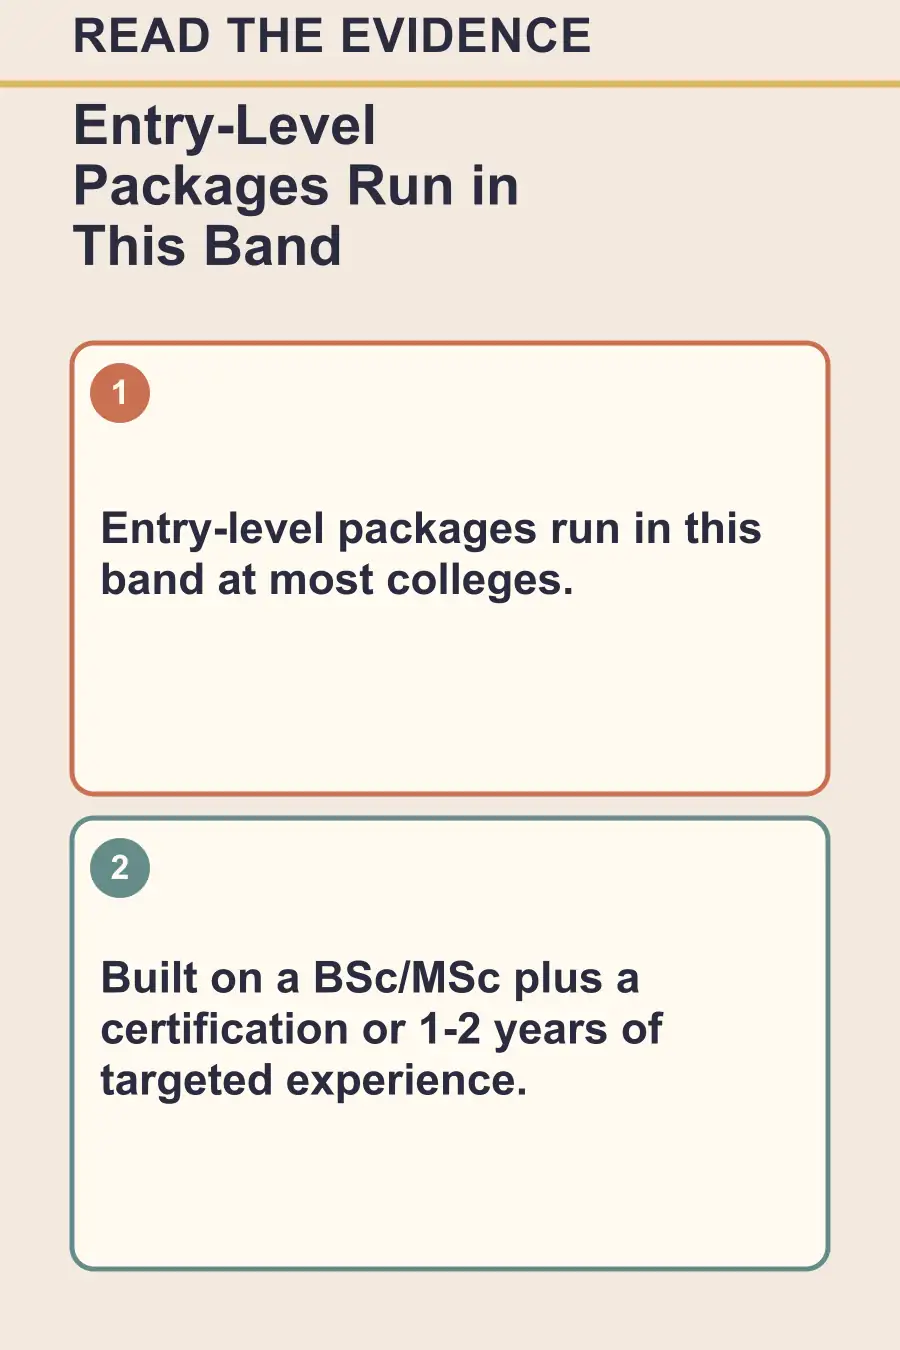 READ THE EVIDENCE
Entry-Level
Packages Run in
This Band
1
Entry-level packages run in this
band at most colleges.
2
Built on a BSc/MSc plus a
certification or 1-2 years of
targeted experience.